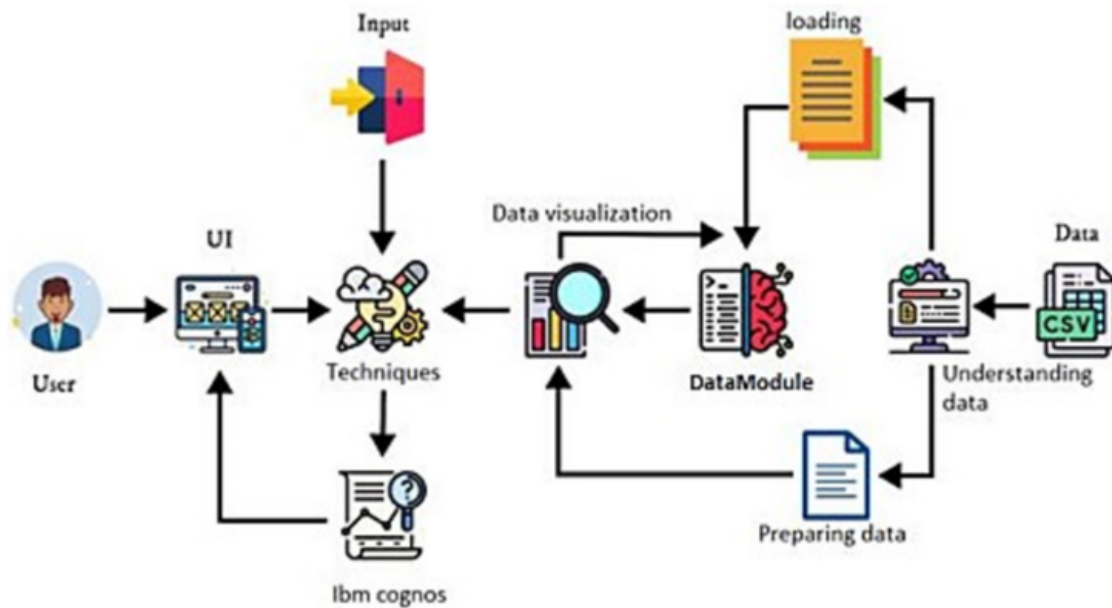 Input
loading
Data visualization
UI
Data
CSV
User
Techniques
DataModule
Understanding
data
Preparing data
Ibm cognos